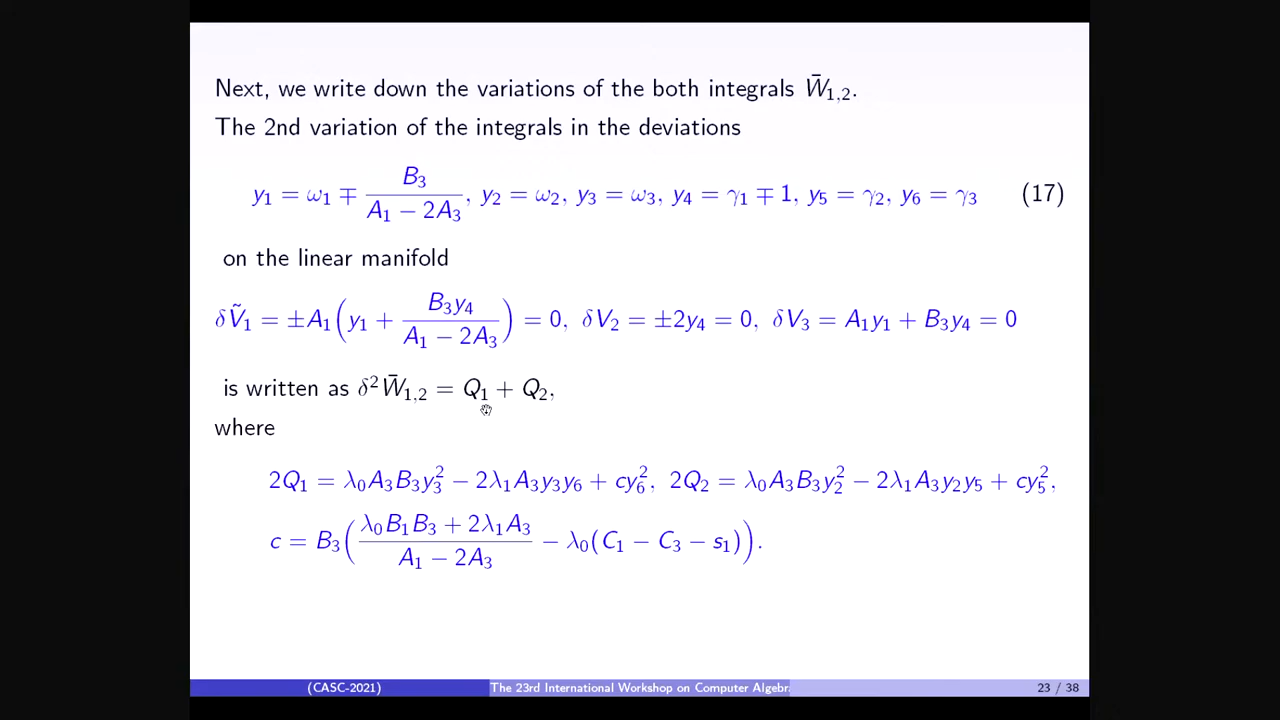 Next, we write down the variations of the both integrals W̄₁,₂.
The 2nd variation of the integrals in the deviations
y₁ = ω₁ ∓ B₃/(A₁ − 2A₃), y₂ = ω₂, y₃ = ω₃, y₄ = γ₁ ∓ 1, y₅ = γ₂, y₆ = γ₃ (17)
on the linear manifold
δṼ₁ = ±A₁(y₁ + B₃y₄/(A₁ − 2A₃)) = 0, δV₂ = ±2y₄ = 0, δV₃ = A₁y₁ + B₃y₄ = 0
is written as δ²W̄₁,₂ = Q₁ + Q₂,
where
2Q₁ = λ₀A₃B₃y₃² − 2λ₁A₃y₃y₆ + cy₆², 2Q₂ = λ₀A₃B₃y₂² − 2λ₁A₃y₂y₅ + cy₅²,
c = B₃((λ₀B₁B₃ + 2λ₁A₃)/(A₁ − 2A₃) − λ₀(C₁ − C₃ − s₁)).
(CASC-2021) The 23rd International Workshop on Computer Algebra 23 / 38